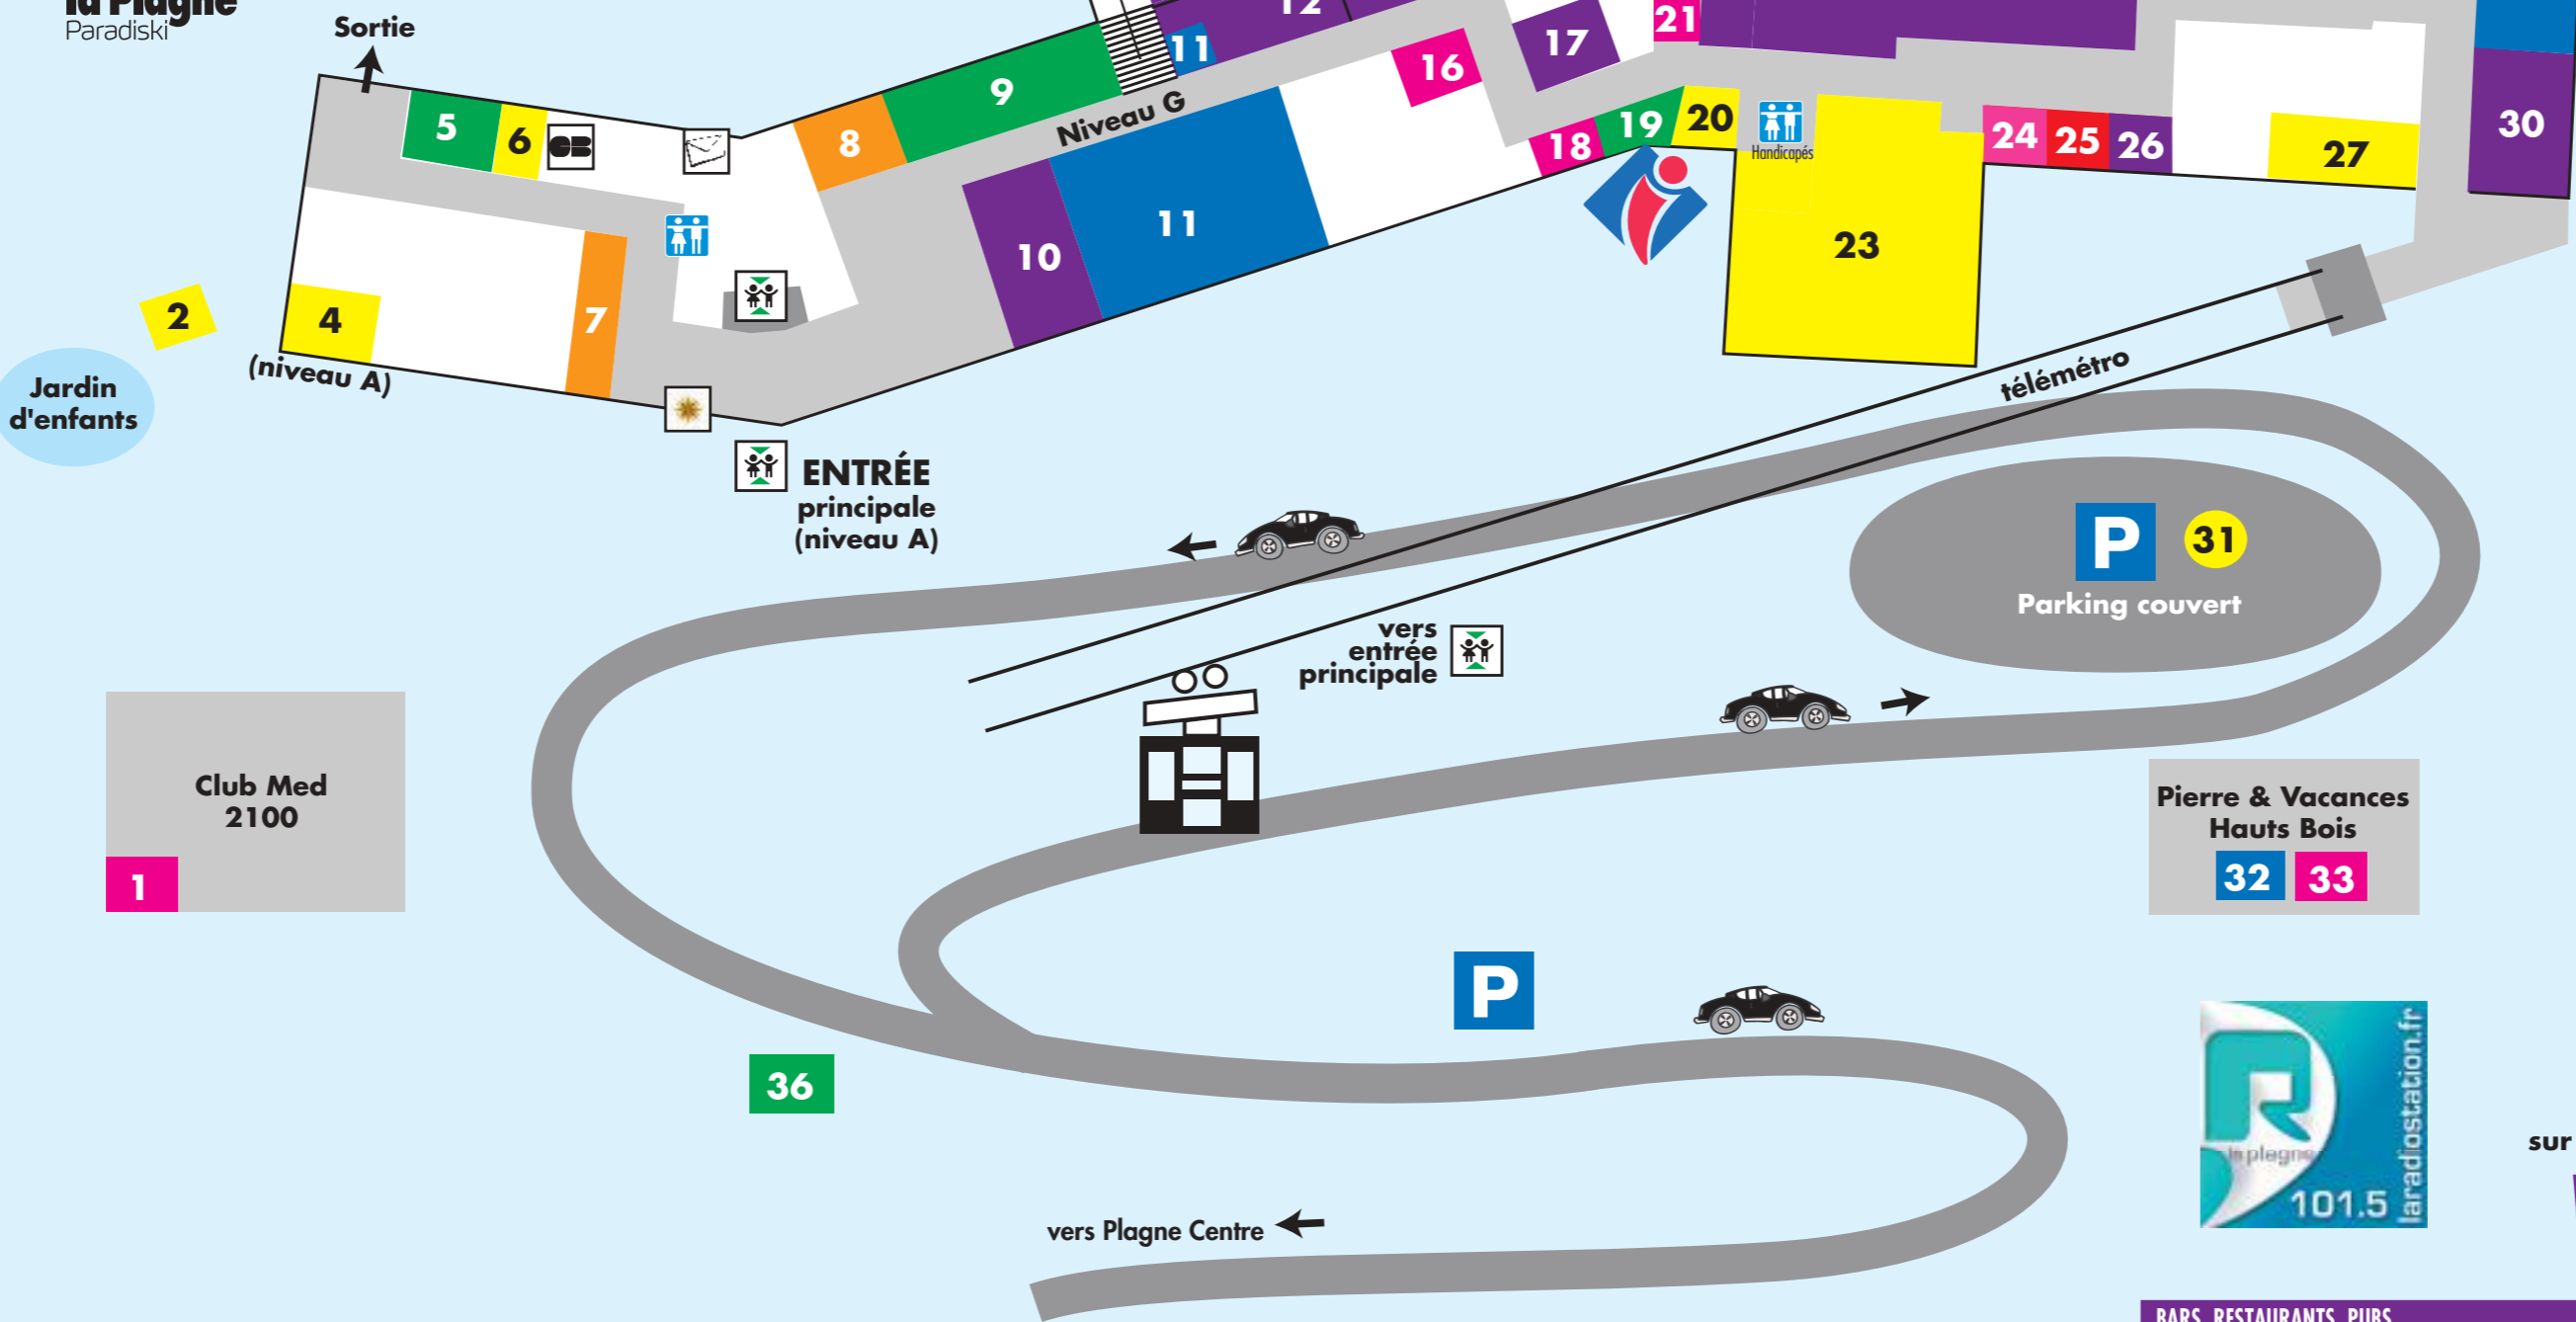 la Plagne
Paradiski
Sortie
12
11
21
17
16
9
5
6
8
Niveau G
18
19
20
Handicapés
24
25
26
27
30
10
11
23
2
4
7
(niveau A)
Jardin
d'enfants
ENTRÉE
principale
(niveau A)
télémétro
P
31
Parking couvert
vers
entrée
principale
Club Med
2100
1
Pierre & Vacances
Hauts Bois
32
33
P
36
la plagne
101.5
laradiostation.fr
sur
vers Plagne Centre
BARS RESTAURANTS PUBS